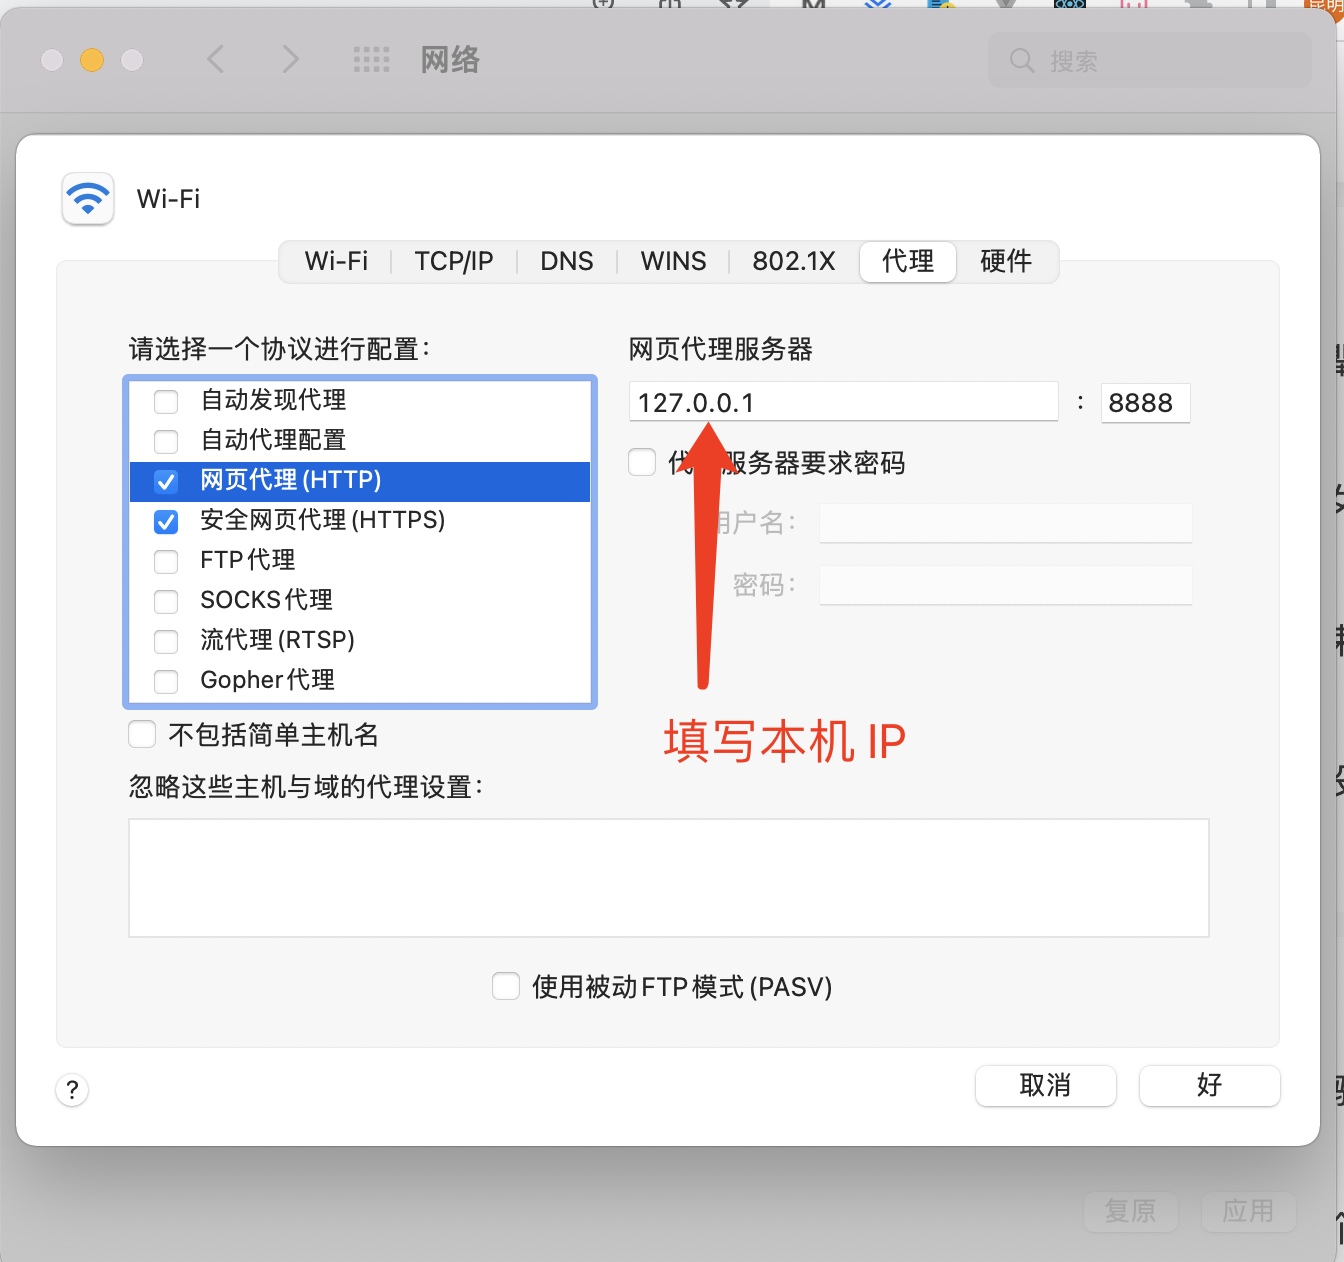 网络
搜索
Wi-Fi
Wi-Fi TCP/IP DNS WINS 802.1X 代理 硬件
请选择一个协议进行配置：
自动发现代理
自动代理配置
网页代理(HTTP)
安全网页代理(HTTPS)
FTP代理
SOCKS代理
流代理(RTSP)
Gopher代理
不包括简单主机名
网页代理服务器
127.0.0.1 : 8888
服务器要求密码
户名：
密码：
填写本机 IP
忽略这些主机与域的代理设置：
使用被动FTP模式(PASV)
?
取消 好
复原 应用